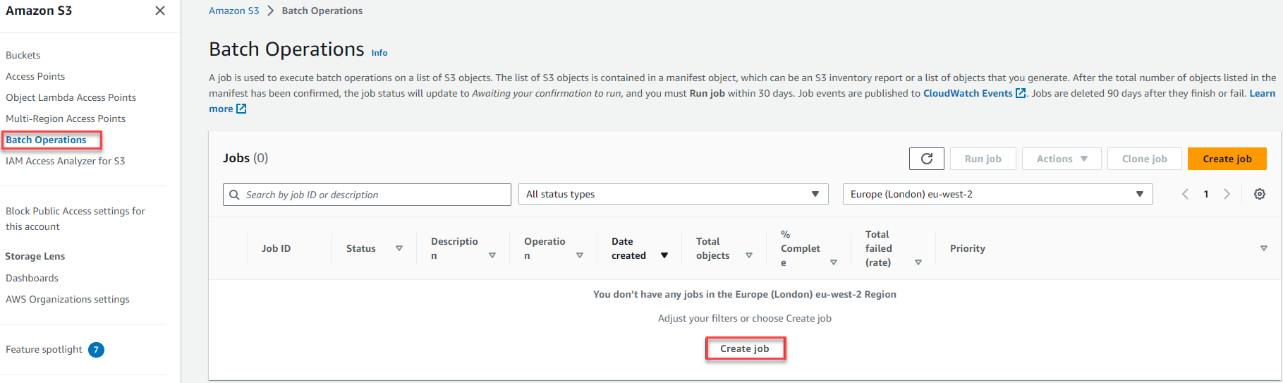 Amazon S3
Buckets
Access Points
Object Lambda Access Points
Multi-Region Access Points
Batch Operations
IAM Access Analyzer for S3
Block Public Access settings for
this account
Storage Lens
Dashboards
AWS Organizations settings
Feature spotlight 7
Amazon S3 > Batch Operations
Batch Operations Info
A job is used to execute batch operations on a list of S3 objects. The list of S3 objects is contained in a manifest object, which can be an S3 inventory report or a list of objects that you generate. After the total number of objects listed in the
manifest has been confirmed, the job status will update to Awaiting your confirmation to run, and you must Run job within 30 days. Job events are published to CloudWatch Events. Jobs are deleted 90 days after they finish or fail. Learn
more
Jobs (0)
Run job
Actions
Clone job
Create job
Search by job ID or description
All status types
Europe (London) eu-west-2
1
Job ID
Status
Descriptio
n
Operatio
n
Date
created
Total
objects
%
Complet
e
Total
failed
(rate)
Priority
You don't have any jobs in the Europe (London) eu-west-2 Region
Adjust your filters or choose Create job
Create job